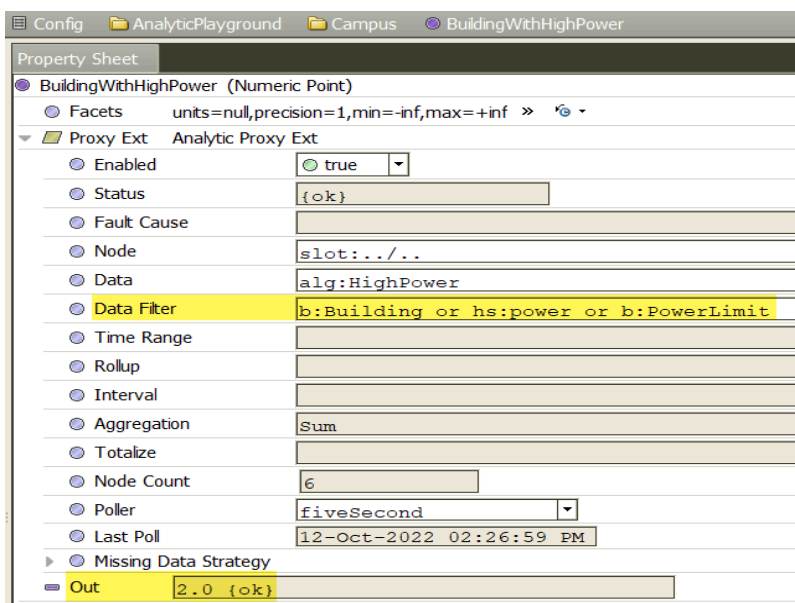 Config AnalyticPlayground Campus BuildingWithHighPower
Property Sheet
BuildingWithHighPower (Numeric Point)
Facets units=null,precision=1,min=-inf,max=+inf »
Proxy Ext Analytic Proxy Ext
Enabled true
Status {ok}
Fault Cause
Node slot:../..
Data alg:HighPower
Data Filter b:Building or hs:power or b:PowerLimit
Time Range
Rollup
Interval
Aggregation Sum
Totalize
Node Count 6
Poller fiveSecond
Last Poll 12-Oct-2022 02:26:59 PM
Missing Data Strategy
Out 2.0 {ok}